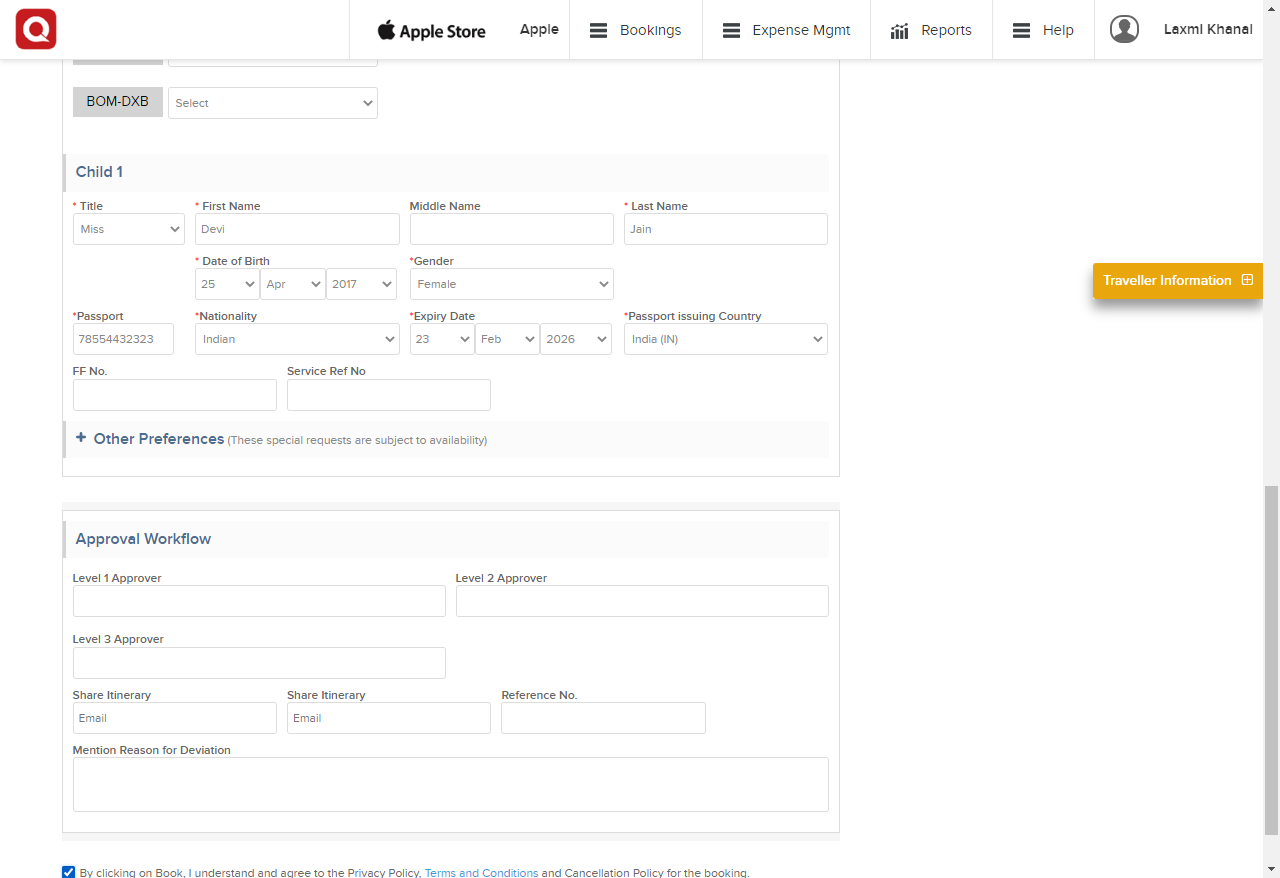 Q
Apple Store
Apple
Bookings
Expense Mgmt
Reports
Help
Laxmi Khanal
BOM-DXB
Select
Child 1
* Title
* First Name
Middle Name
* Last Name
Miss
Devi
Jain
* Date of Birth
*Gender
25
Apr
2017
Female
Traveller Information
*Passport
*Nationality
*Expiry Date
*Passport issuing Country
78554432323
Indian
23
Feb
2026
India (IN)
FF No.
Service Ref No
+ Other Preferences (These special requests are subject to availability)
Approval Workflow
Level 1 Approver
Level 2 Approver
Level 3 Approver
Share Itinerary
Share Itinerary
Reference No.
Email
Email
Mention Reason for Deviation
By clicking on Book, I understand and agree to the Privacy Policy, Terms and Conditions and Cancellation Policy for the booking.